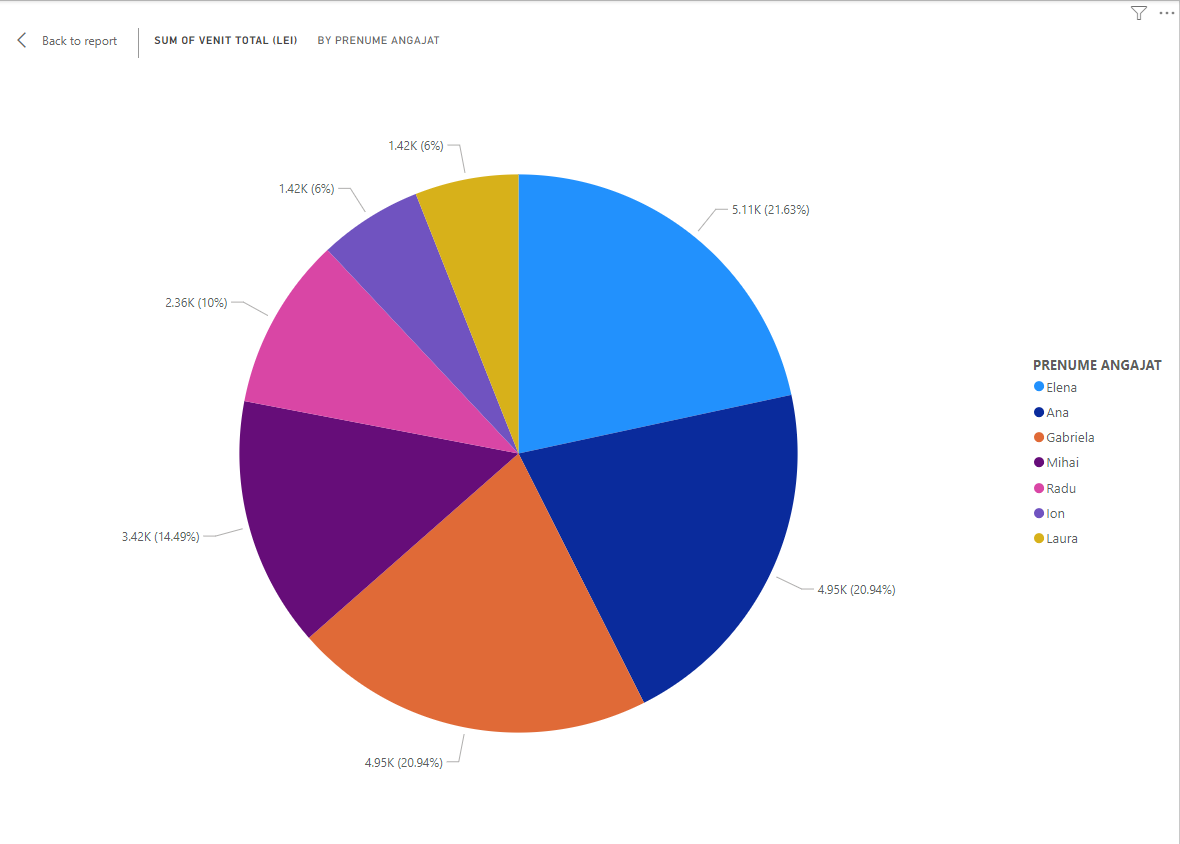 Back to report
SUM OF VENIT TOTAL (LEI) BY PRENUME ANGAJAT
1.42K (6%)
1.42K (6%)
5.11K (21.63%)
2.36K (10%)
3.42K (14.49%)
4.95K (20.94%)
4.95K (20.94%)
PRENUME ANGAJAT
Elena
Ana
Gabriela
Mihai
Radu
Ion
Laura